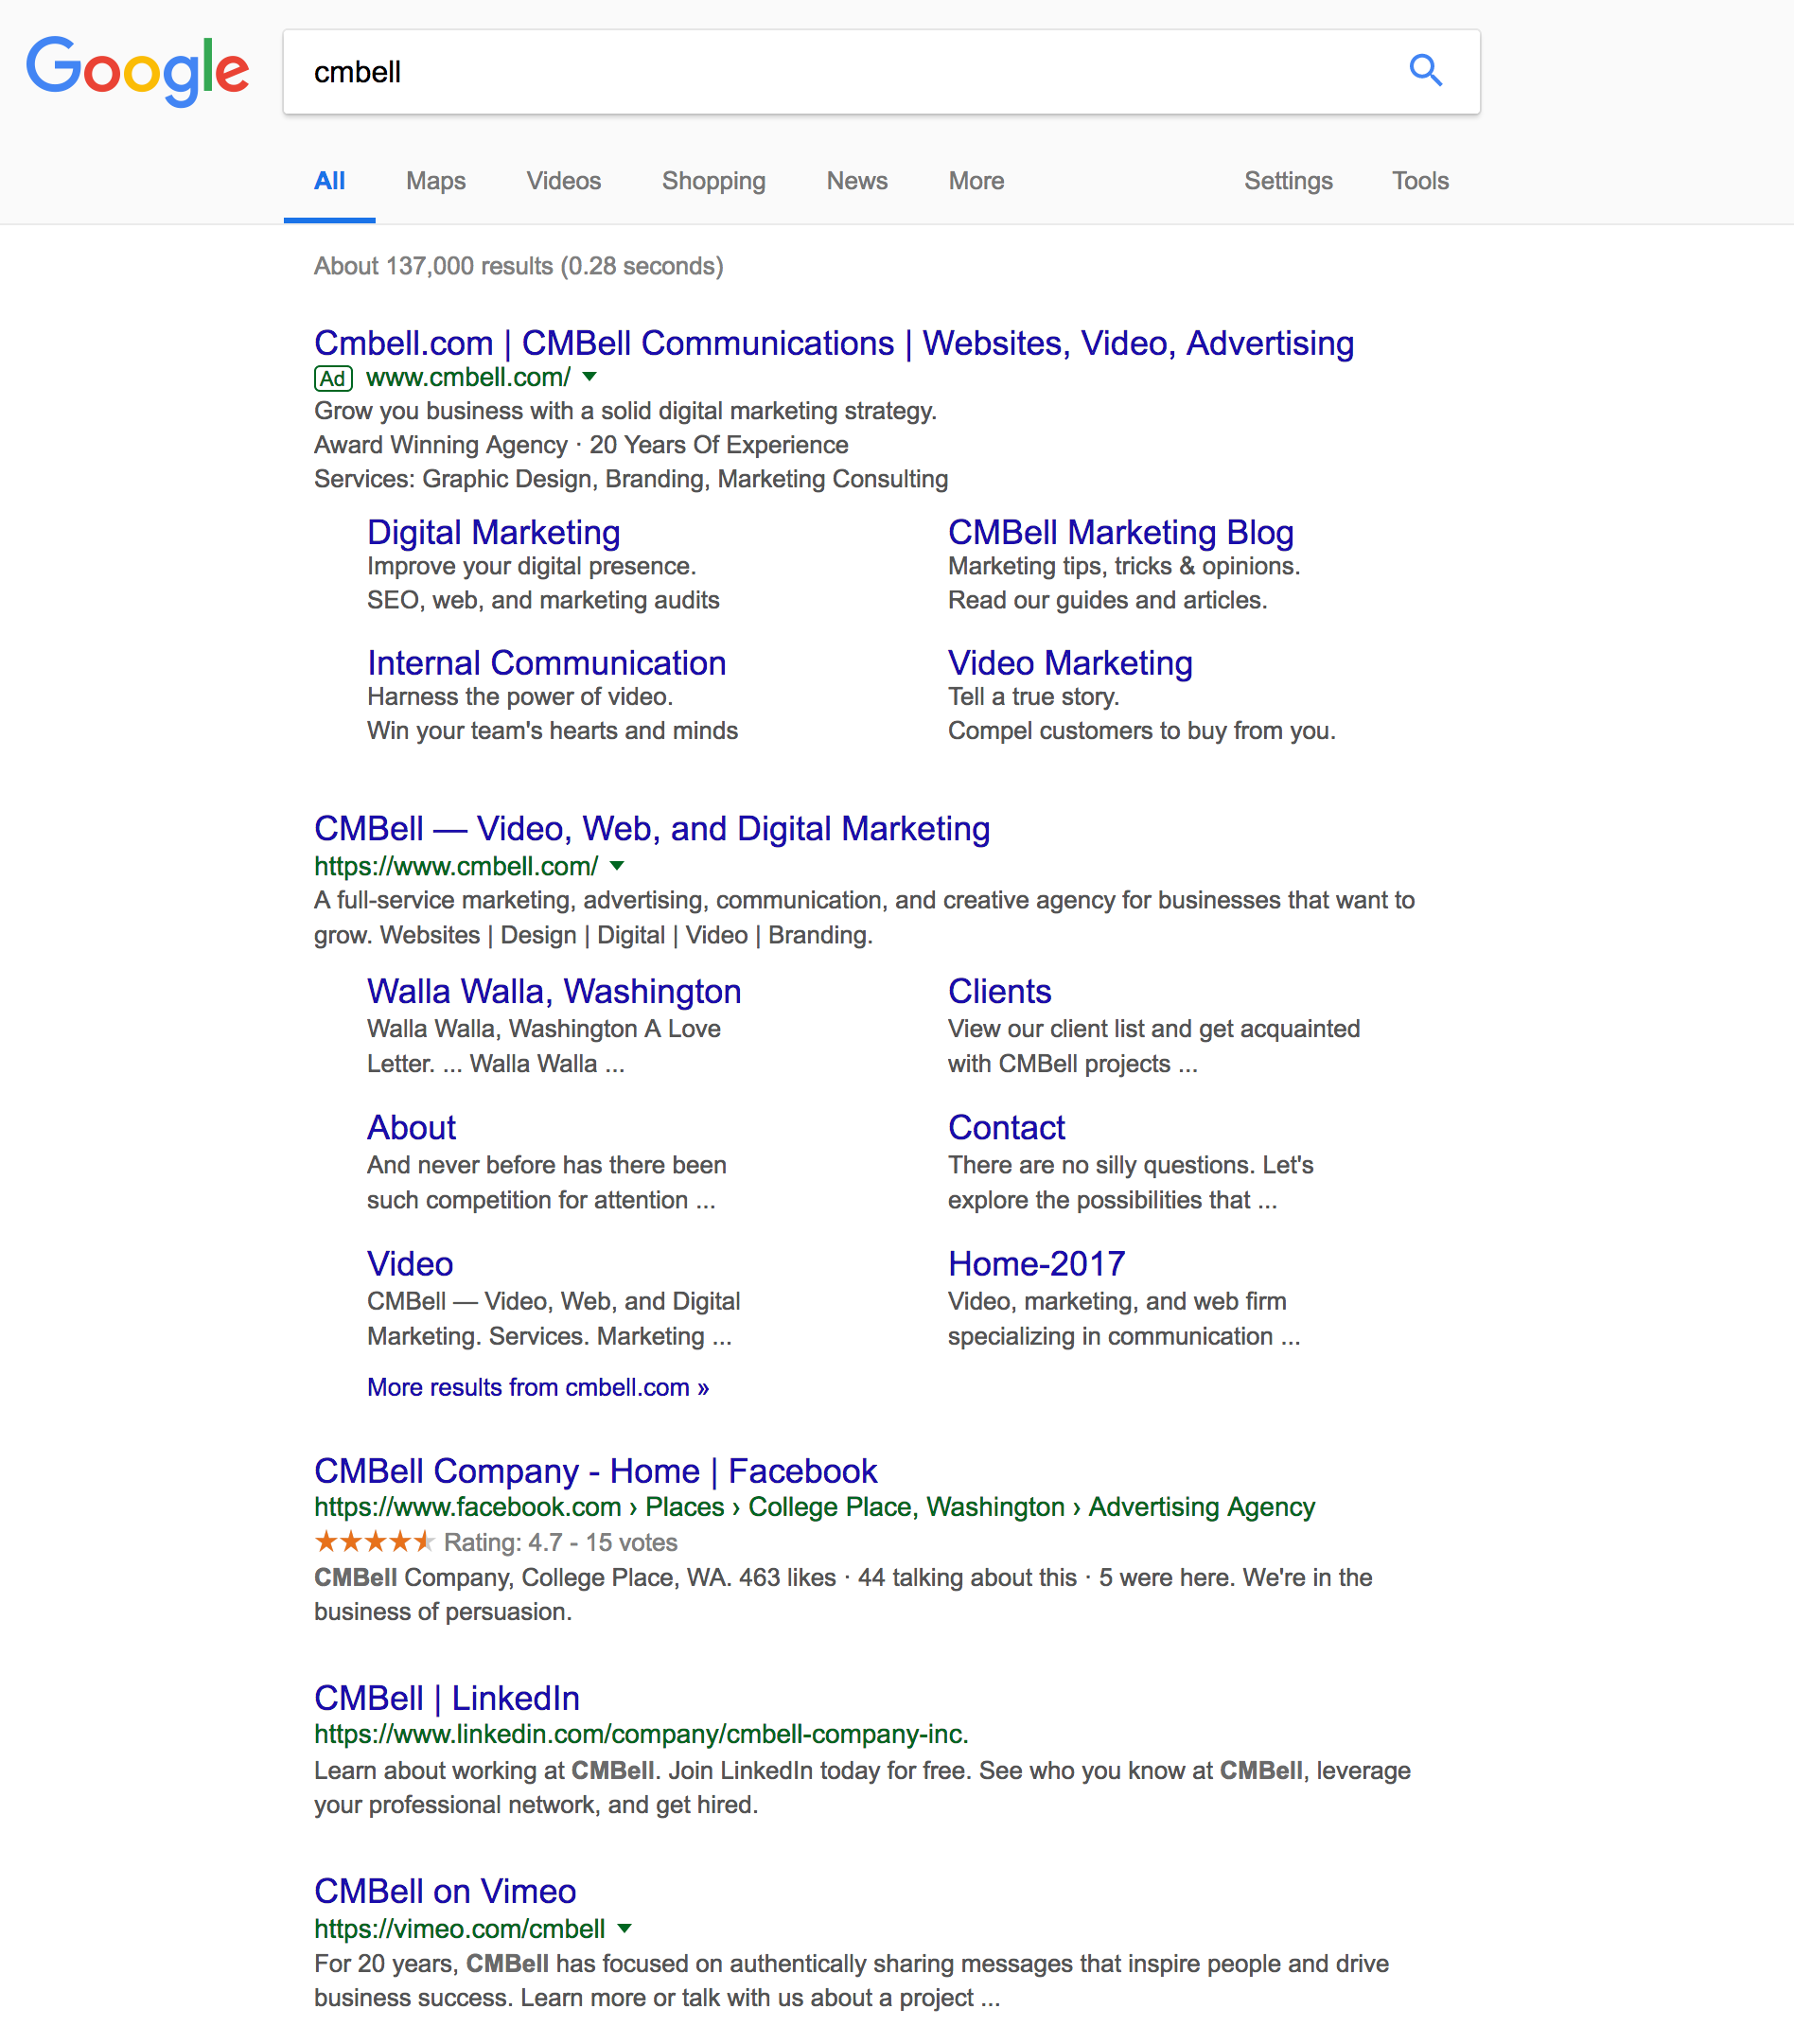 Google
cmbell
All Maps Videos Shopping News More Settings Tools
About 137,000 results (0.28 seconds)
Cmbell.com | CMBell Communications | Websites, Video, Advertising
Ad www.cmbell.com/
Grow you business with a solid digital marketing strategy.
Award Winning Agency · 20 Years Of Experience
Services: Graphic Design, Branding, Marketing Consulting
Digital Marketing
Improve your digital presence.
SEO, web, and marketing audits
CMBell Marketing Blog
Marketing tips, tricks & opinions.
Read our guides and articles.
Internal Communication
Harness the power of video.
Win your team's hearts and minds
Video Marketing
Tell a true story.
Compel customers to buy from you.
CMBell — Video, Web, and Digital Marketing
https://www.cmbell.com/
A full-service marketing, advertising, communication, and creative agency for businesses that want to
grow. Websites | Design | Digital | Video | Branding.
Walla Walla, Washington
Walla Walla, Washington A Love
Letter. ... Walla Walla ...
Clients
View our client list and get acquainted
with CMBell projects ...
About
And never before has there been
such competition for attention ...
Contact
There are no silly questions. Let's
explore the possibilities that ...
Video
CMBell — Video, Web, and Digital
Marketing. Services. Marketing ...
Home-2017
Video, marketing, and web firm
specializing in communication ...
More results from cmbell.com »
CMBell Company - Home | Facebook
https://www.facebook.com › Places › College Place, Washington › Advertising Agency
Rating: 4.7 - 15 votes
CMBell Company, College Place, WA. 463 likes · 44 talking about this · 5 were here. We're in the
business of persuasion.
CMBell | LinkedIn
https://www.linkedin.com/company/cmbell-company-inc.
Learn about working at CMBell. Join LinkedIn today for free. See who you know at CMBell, leverage
your professional network, and get hired.
CMBell on Vimeo
https://vimeo.com/cmbell
For 20 years, CMBell has focused on authentically sharing messages that inspire people and drive
business success. Learn more or talk with us about a project ...